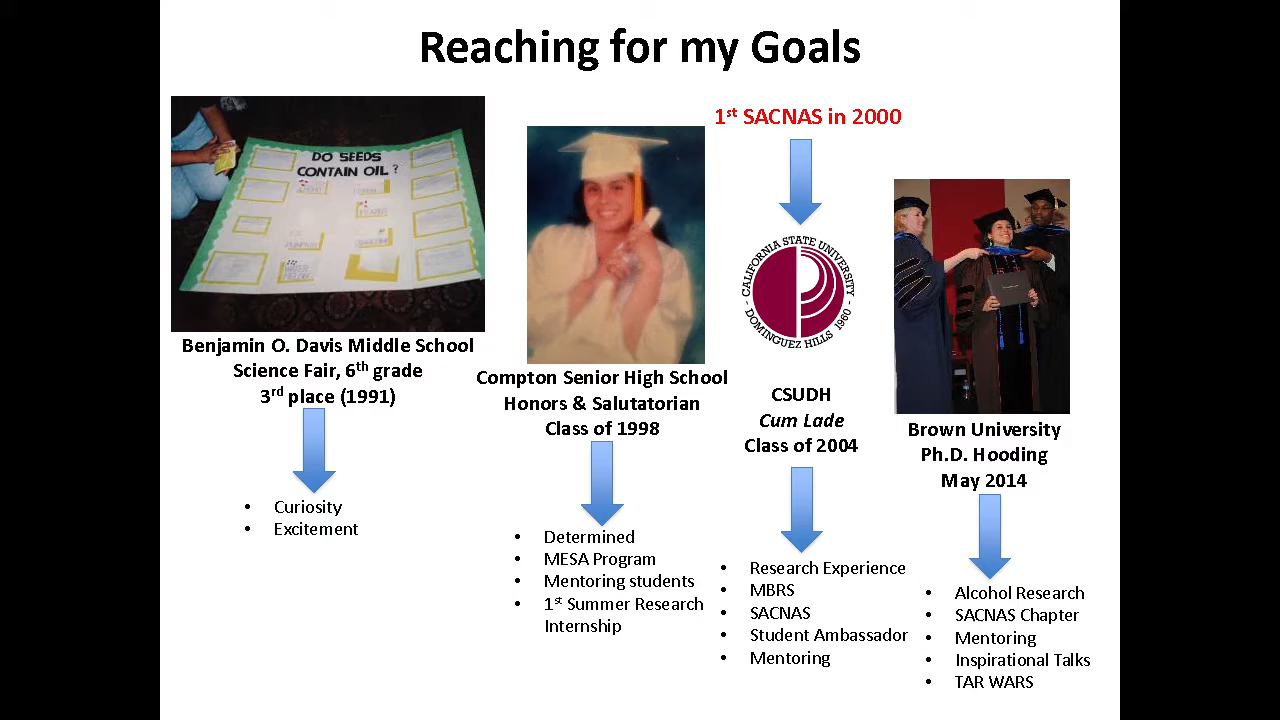 Reaching for my Goals
DO SEEDS
CONTAIN OIL?
Benjamin O. Davis Middle School
Science Fair, 6th grade
3rd place (1991)
• Curiosity
• Excitement
Compton Senior High School
Honors & Salutatorian
Class of 1998
• Determined
• MESA Program
• Mentoring students
• 1st Summer Research
Internship
1st SACNAS in 2000
CALIFORNIA STATE UNIVERSITY
- DOMINGUEZ HILLS 1960 -
CSUDH
Cum Lade
Class of 2004
• Research Experience
• MBRS
• SACNAS
• Student Ambassador
• Mentoring
Brown University
Ph.D. Hooding
May 2014
• Alcohol Research
• SACNAS Chapter
• Mentoring
• Inspirational Talks
• TAR WARS